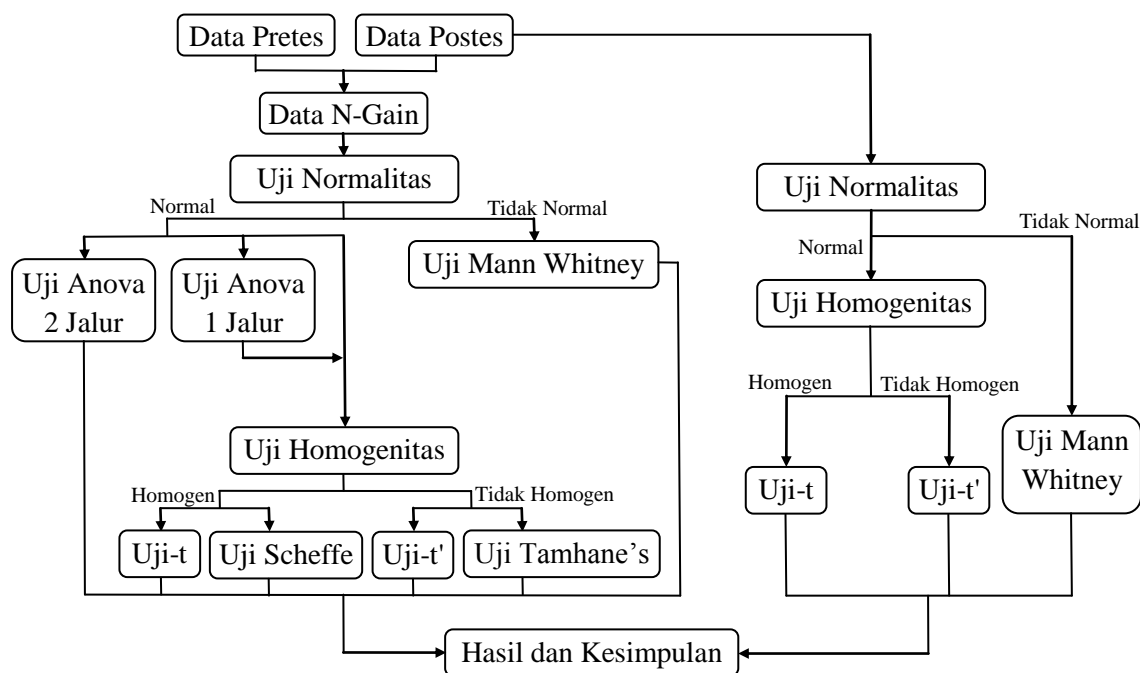 Data Pretes
Data Postes
Data N-Gain
Uji Normalitas
Normal
Tidak Normal
Uji Anova
2 Jalur
Uji Anova
1 Jalur
Uji Mann Whitney
Uji Homogenitas
Homogen
Tidak Homogen
Uji-t
Uji Scheffe
Uji-t'
Uji Tamhane’s
Uji Normalitas
Normal
Tidak Normal
Uji Homogenitas
Homogen
Tidak Homogen
Uji-t
Uji-t'
Uji Mann
Whitney
Hasil dan Kesimpulan